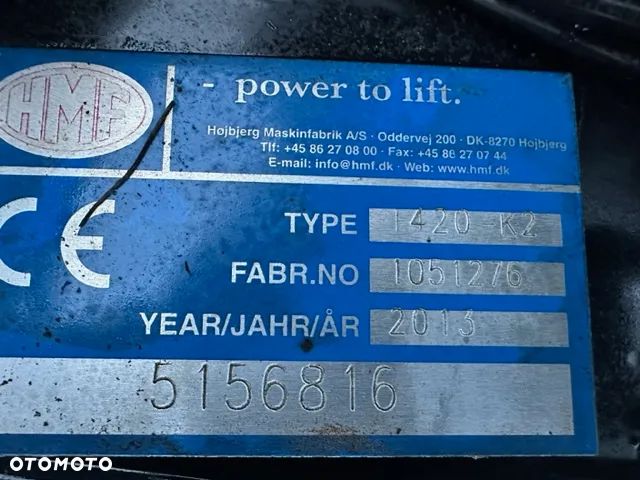 HMF
- power to lift.
Højbjerg Maskinfabrik A/S · Oddervej 200 · DK-8270 Højbjerg
Tlf: +45 86 27 08 00 · Fax: +45 86 27 07 44
E-mail: info@hmf.dk · Web: www.hmf.dk
CE
TYPE 1420-K2
FABR.NO 1051276
YEAR/JAHR/ÅR 2013
5156816
OTOMOTO